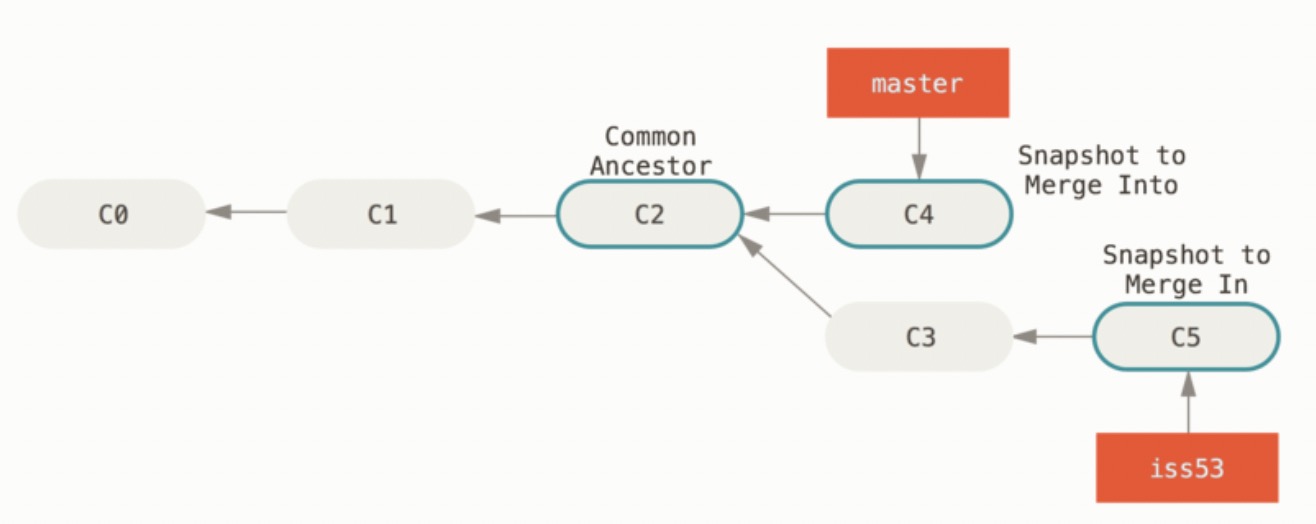 master
Common
Ancestor
Snapshot to
Merge Into
C0
C1
C2
C4
Snapshot to
Merge In
C3
C5
iss53